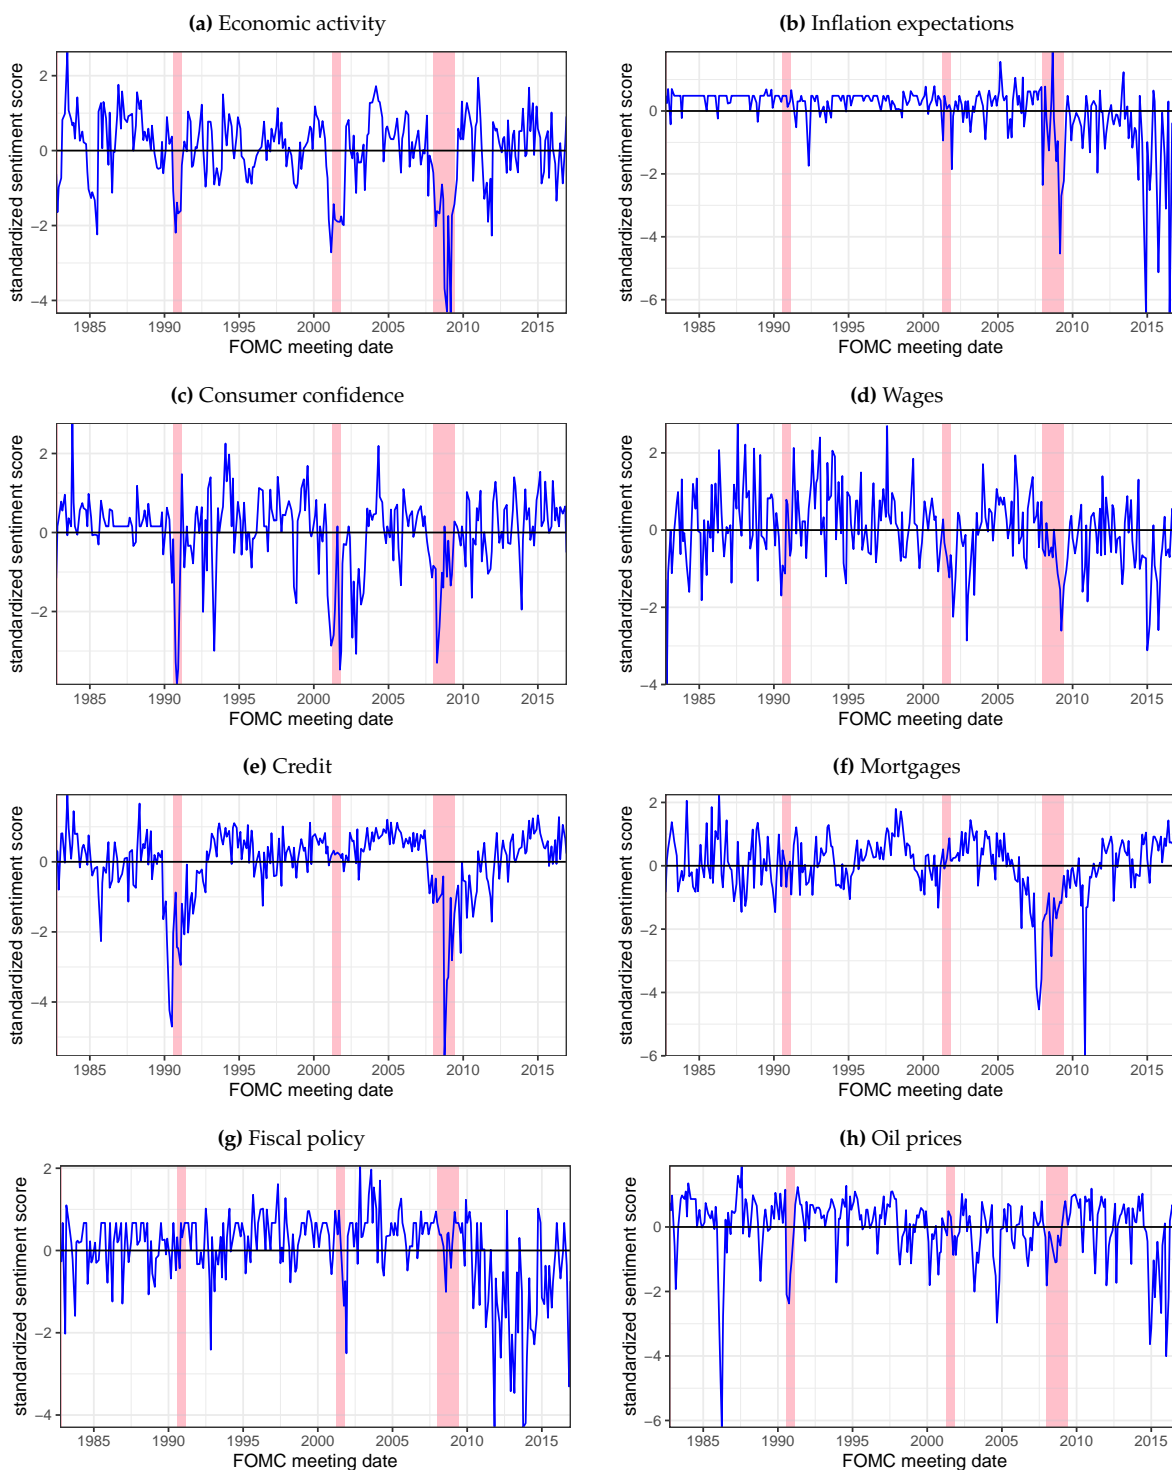 (a) Economic activity
standardized sentiment score
2
0
−2
−4
1985 1990 1995 2000 2005 2010 2015
FOMC meeting date
(b) Inflation expectations
standardized sentiment score
0
−2
−4
−6
1985 1990 1995 2000 2005 2010 2015
FOMC meeting date
(c) Consumer confidence
standardized sentiment score
2
0
−2
1985 1990 1995 2000 2005 2010 2015
FOMC meeting date
(d) Wages
standardized sentiment score
2
0
−2
−4
1985 1990 1995 2000 2005 2010 2015
FOMC meeting date
(e) Credit
standardized sentiment score
0
−2
−4
1985 1990 1995 2000 2005 2010 2015
FOMC meeting date
(f) Mortgages
standardized sentiment score
2
0
−2
−4
−6
1985 1990 1995 2000 2005 2010 2015
FOMC meeting date
(g) Fiscal policy
standardized sentiment score
2
0
−2
−4
1985 1990 1995 2000 2005 2010 2015
FOMC meeting date
(h) Oil prices
standardized sentiment score
0
−2
−4
−6
1985 1990 1995 2000 2005 2010 2015
FOMC meeting date